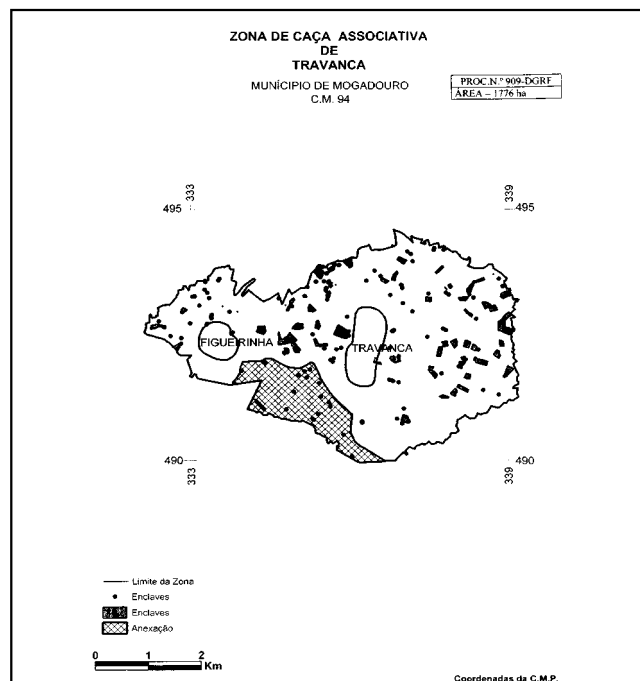 ZONA DE CAÇA ASSOCIATIVA
DE
TRAVANCA
MUNÍCIPIO DE MOGADOURO
C.M. 94
PROC.N.º 909-DGRF
ÁREA – 1776 ha
333
339
495
495
FIGUEIRINHA
TRAVANCA
490
490
333
339
Limite da Zona
Enclaves
Enclaves
Anexação
0 1 2
Km
Coordenadas da C.M.P.